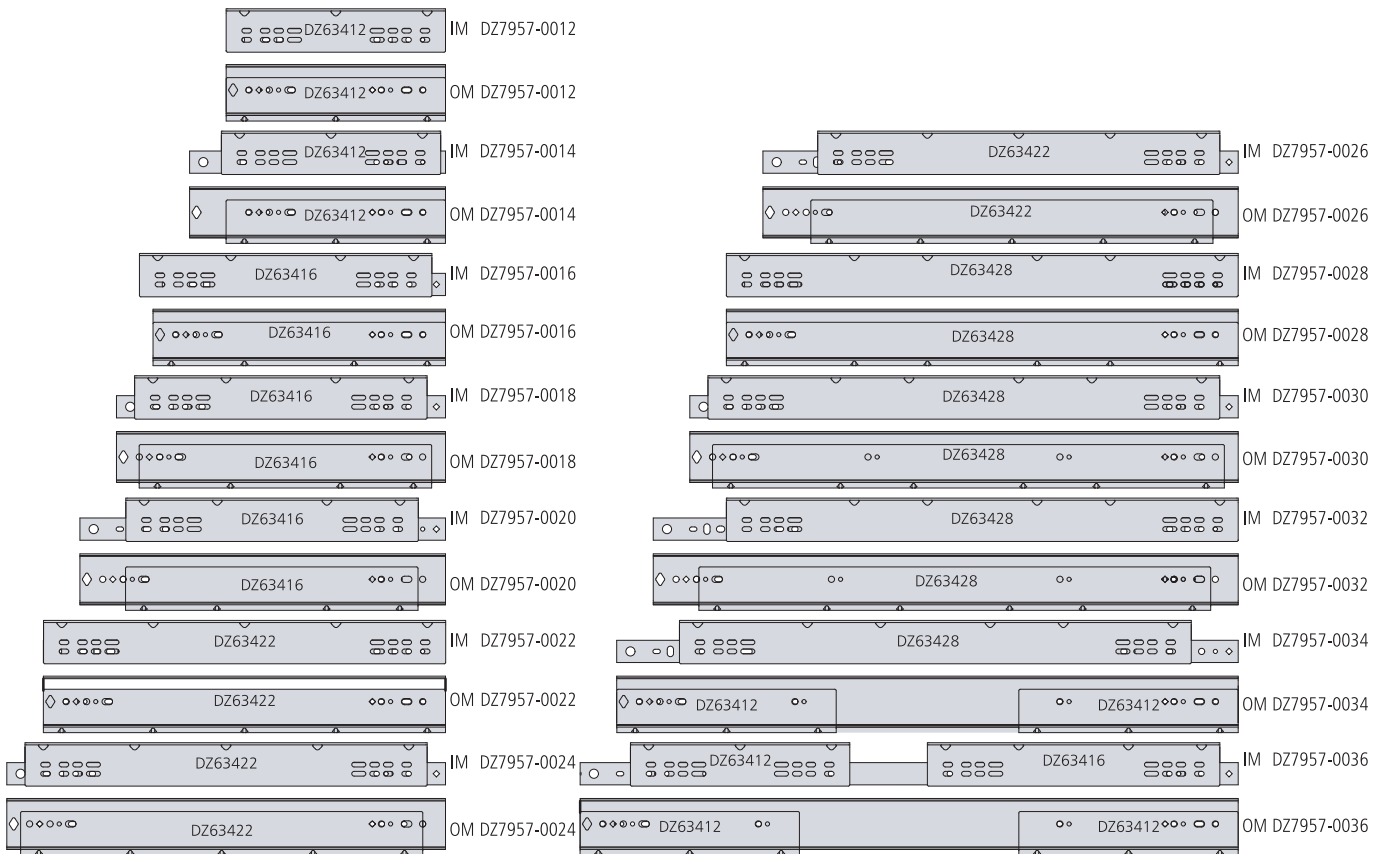 DZ63412 IM DZ7957-0012
DZ63412 OM DZ7957-0012
DZ63412 IM DZ7957-0014
DZ63412 OM DZ7957-0014
DZ63416 IM DZ7957-0016
DZ63416 OM DZ7957-0016
DZ63416 IM DZ7957-0018
DZ63416 OM DZ7957-0018
DZ63416 IM DZ7957-0020
DZ63416 OM DZ7957-0020
DZ63422 IM DZ7957-0022
DZ63422 OM DZ7957-0022
DZ63422 IM DZ7957-0024
DZ63422 OM DZ7957-0024
DZ63422 IM DZ7957-0026
DZ63422 OM DZ7957-0026
DZ63428 IM DZ7957-0028
DZ63428 OM DZ7957-0028
DZ63428 IM DZ7957-0030
DZ63428 OM DZ7957-0030
DZ63428 IM DZ7957-0032
DZ63428 OM DZ7957-0032
DZ63428 IM DZ7957-0034
DZ63412 DZ63412 OM DZ7957-0034
DZ63412 DZ63416 IM DZ7957-0036
DZ63412 DZ63412 OM DZ7957-0036